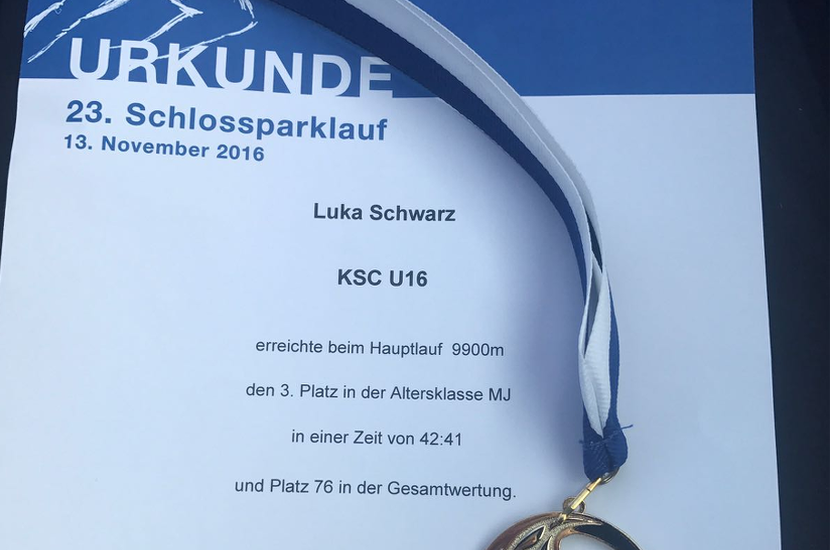 URKUNDE
23. Schlossparklauf
13. November 2016
Luka Schwarz
KSC U16
erreichte beim Hauptlauf 9900m
den 3. Platz in der Altersklasse MJ
in einer Zeit von 42:41
und Platz 76 in der Gesamtwertung.